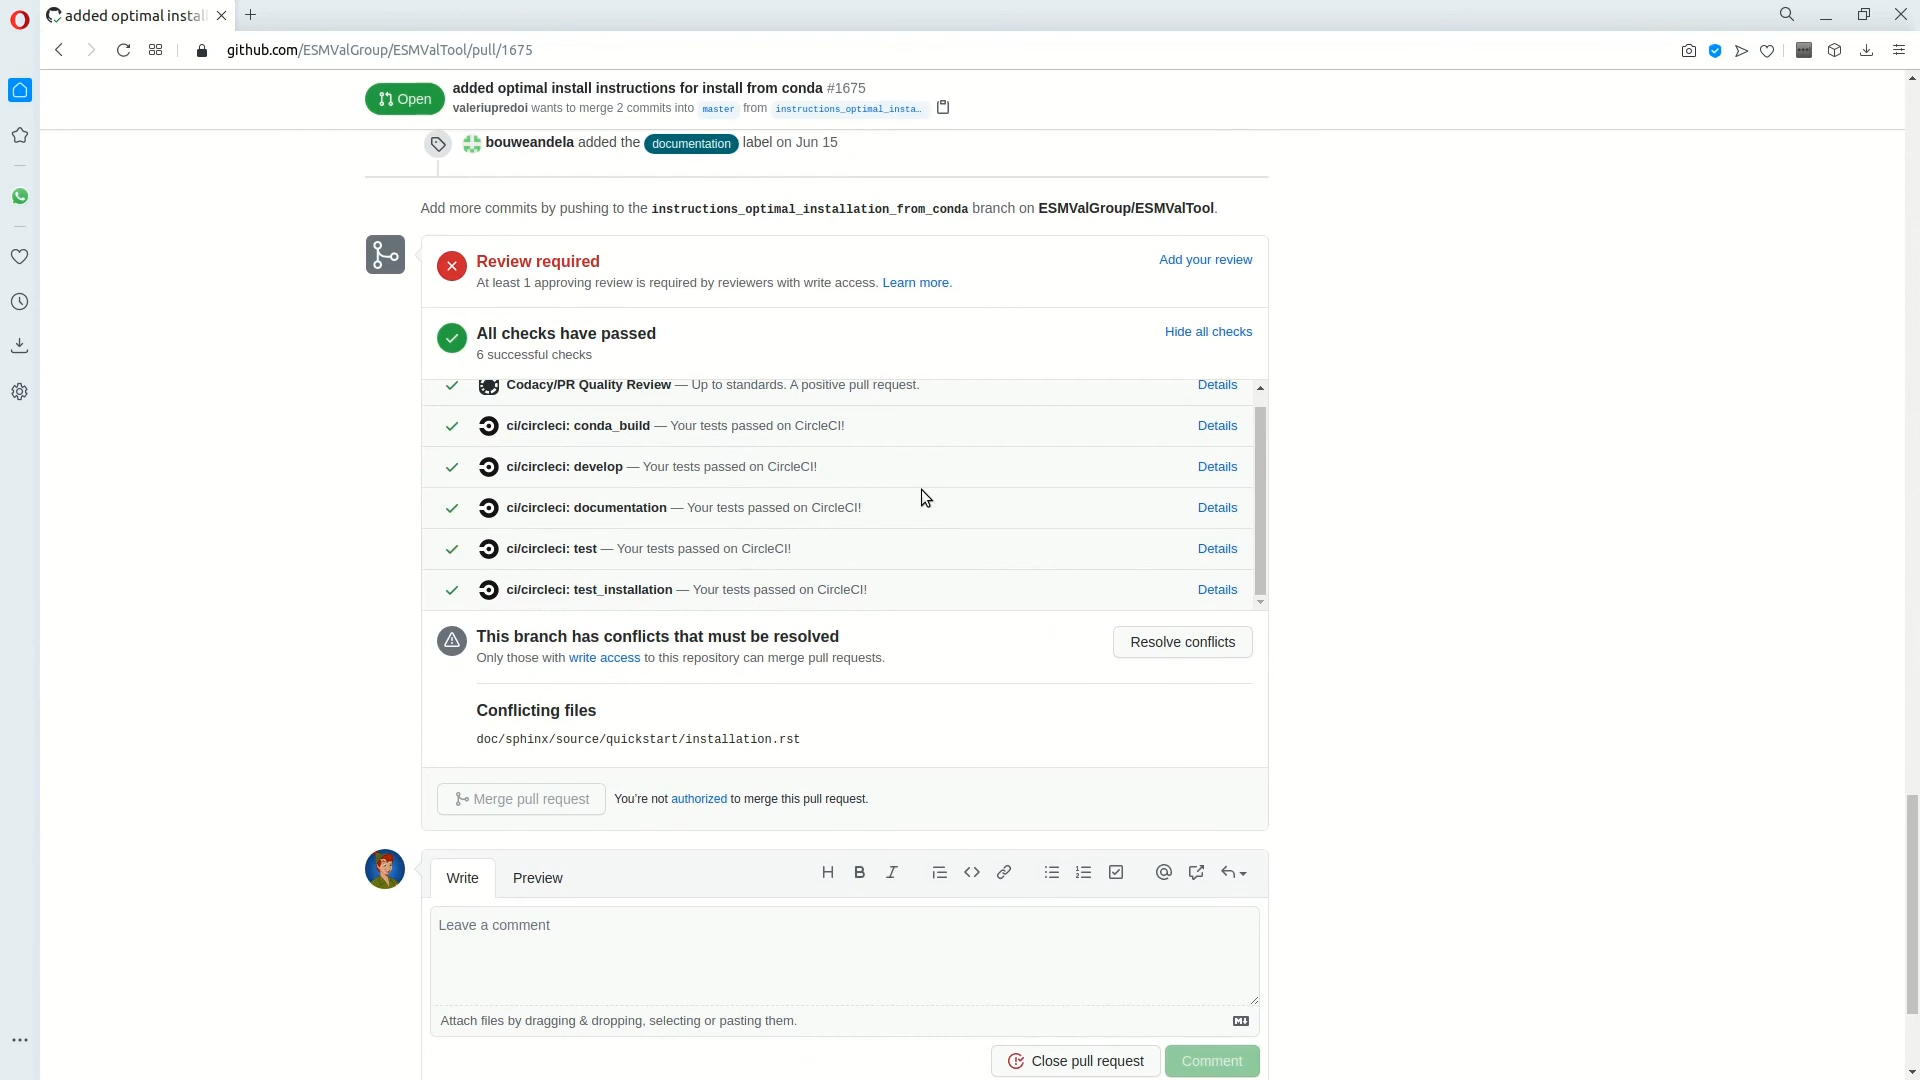 added optimal instal
github.com/ESMValGroup/ESMValTool/pull/1675
Open
added optimal install instructions for install from conda #1675
valeriupredoi wants to merge 2 commits into master from instructions_optimal_insta…
bouweandela added the documentation label on Jun 15
Add more commits by pushing to the instructions_optimal_installation_from_conda branch on ESMValGroup/ESMValTool.
Review required
Add your review
At least 1 approving review is required by reviewers with write access. Learn more.
All checks have passed
Hide all checks
6 successful checks
Codacy/PR Quality Review — Up to standards. A positive pull request. Details
ci/circleci: conda_build — Your tests passed on CircleCI! Details
ci/circleci: develop — Your tests passed on CircleCI! Details
ci/circleci: documentation — Your tests passed on CircleCI! Details
ci/circleci: test — Your tests passed on CircleCI! Details
ci/circleci: test_installation — Your tests passed on CircleCI! Details
This branch has conflicts that must be resolved
Resolve conflicts
Only those with write access to this repository can merge pull requests.
Conflicting files
doc/sphinx/source/quickstart/installation.rst
Merge pull request You're not authorized to merge this pull request.
Write Preview
Leave a comment
Attach files by dragging & dropping, selecting or pasting them.
Close pull request Comment